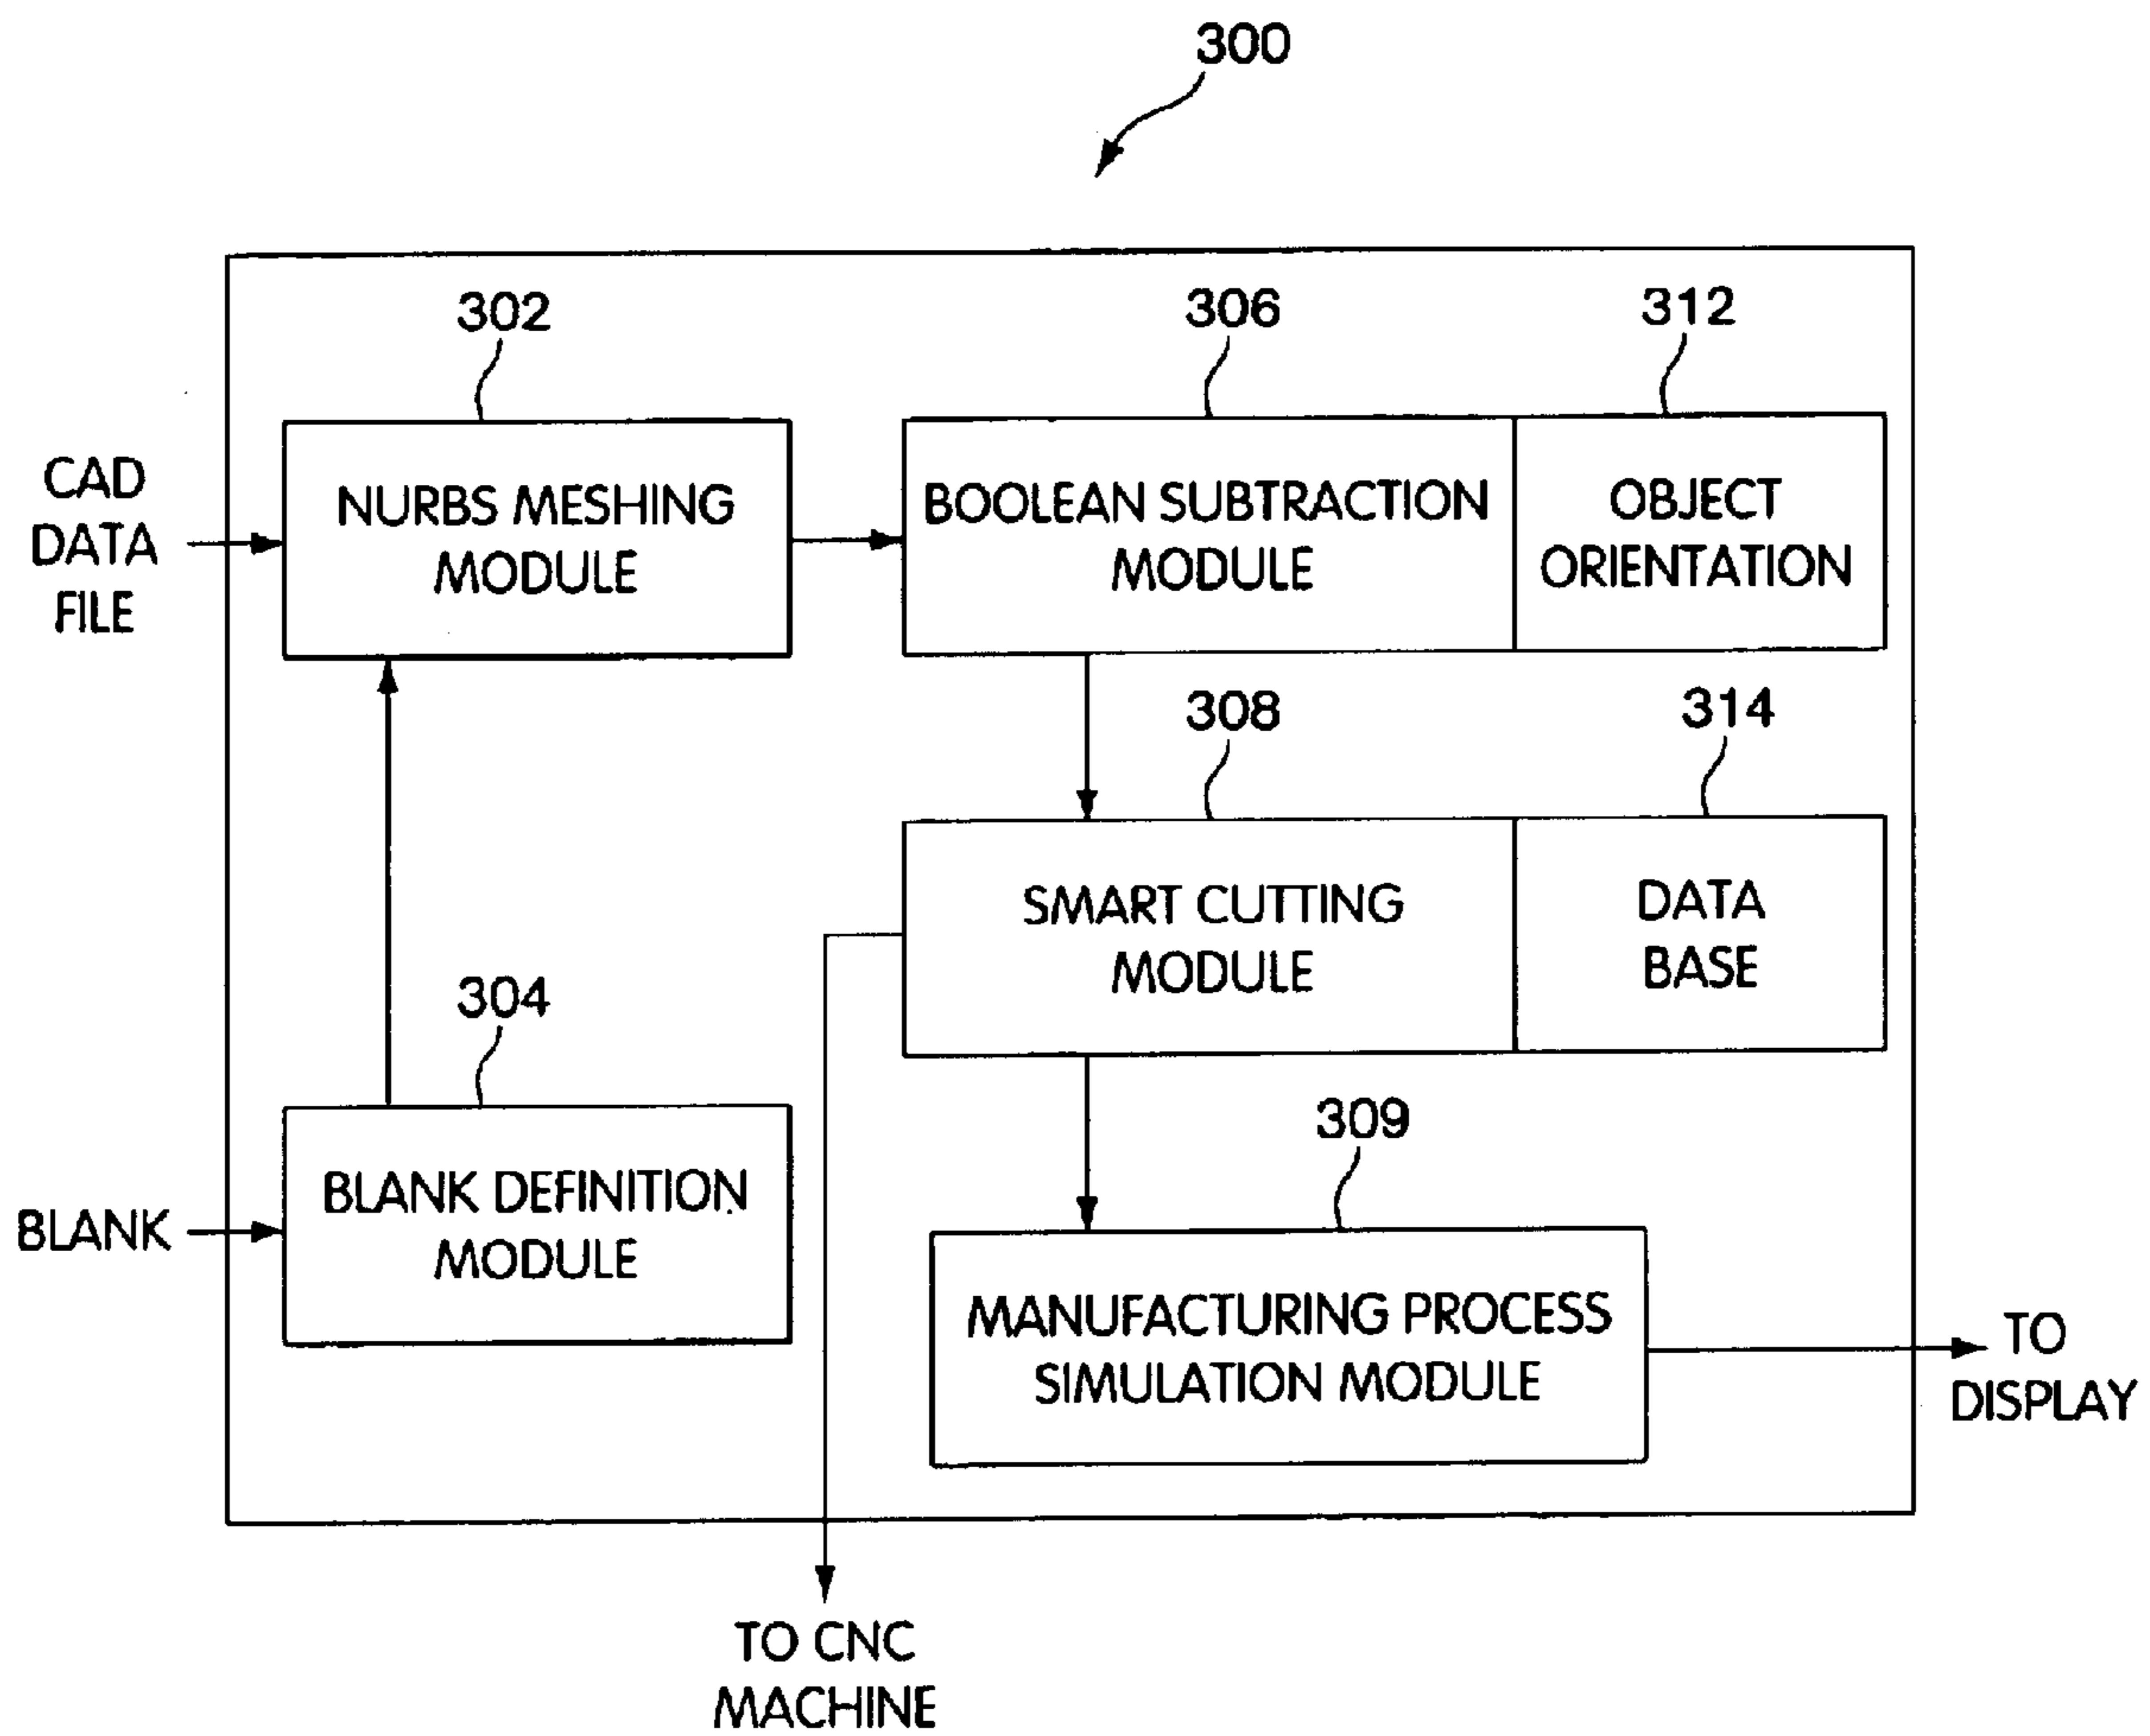 300
302
306
312
CAD
DATA
FILE
NURBS MESHING
MODULE
BOOLEAN SUBTRACTION
MODULE
OBJECT
ORIENTATION
308
314
SMART CUTTING
MODULE
DATA
BASE
304
309
BLANK
BLANK DEFINITION
MODULE
MANUFACTURING PROCESS
SIMULATION MODULE
TO
DISPLAY
TO CNC
MACHINE